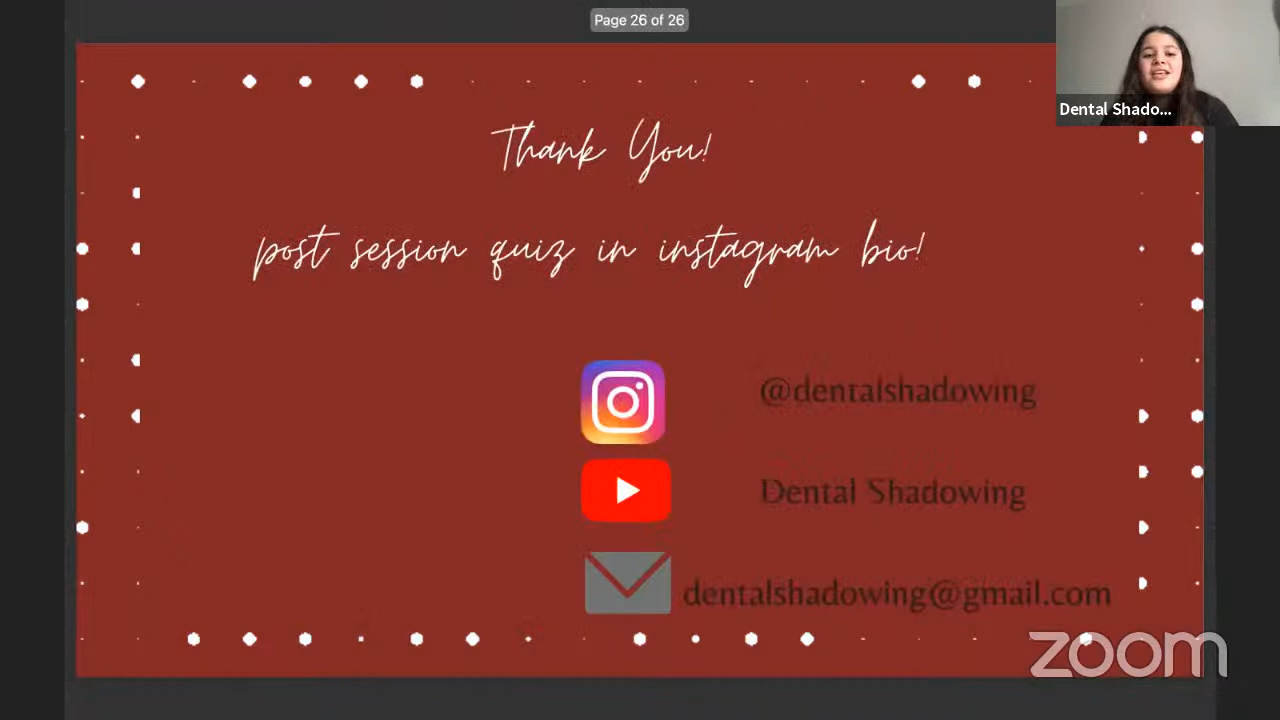 Page 26 of 26
Dental Shado...
Thank You!
post session quiz in instagram bio!
@dentalshadowing
Dental Shadowing
dentalshadowing@gmail.com
zoom